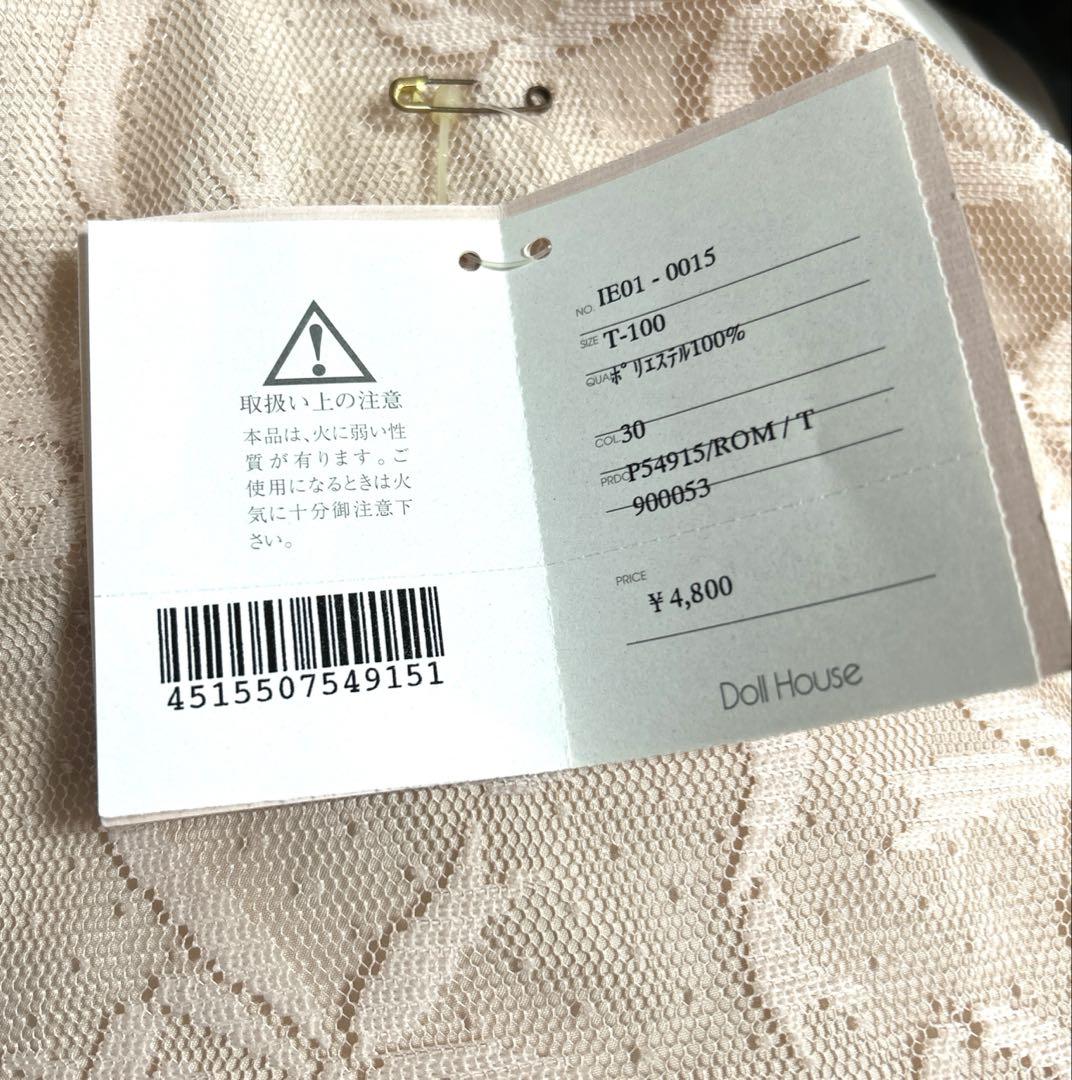 取扱い上の注意
本品は、火に弱い性
質が有ります。ご
使用になるときは火
気に十分御注意下
さい。
4515507549151
NO. IE01 - 0015
SIZE T-100
QUA ﾎﾟﾘｴｽﾃﾙ100%
COL 30
PRDC P54915/ROM / T
900053
PRICE
¥ 4,800
Doll House